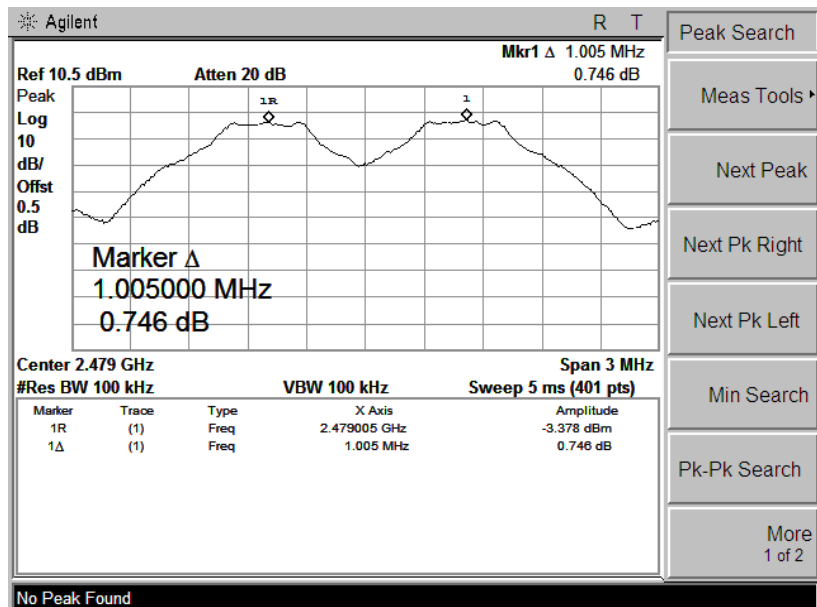 Agilent R T
Mkr1 Δ 1.005 MHz
Ref 10.5 dBm Atten 20 dB 0.746 dB
Peak
Log
10
dB/
Offst
0.5
dB
1R
1
Marker Δ
1.005000 MHz
0.746 dB
Center 2.479 GHz Span 3 MHz
#Res BW 100 kHz VBW 100 kHz Sweep 5 ms (401 pts)
Marker Trace Type X Axis Amplitude
1R (1) Freq 2.479005 GHz -3.378 dBm
1Δ (1) Freq 1.005 MHz 0.746 dB
No Peak Found
Peak Search
Meas Tools
Next Peak
Next Pk Right
Next Pk Left
Min Search
Pk-Pk Search
More
1 of 2